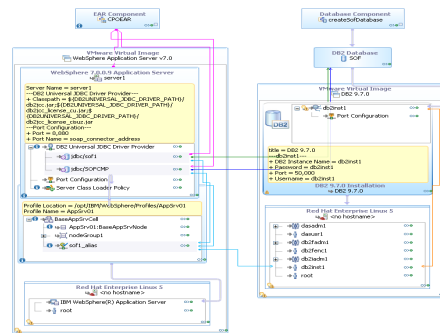 EAR Component
CPOEAR
Database Component
createSofDatabase
VMware Virtual Image
WebSphere Application Server v7.0
WebSphere 7.0.0.9 Application Server
server1
Server Name = server1
---DB2 Universal JDBC Driver Provider---
+ Classpath = ${DB2UNIVERSAL_JDBC_DRIVER_PATH}/
db2jcc.jar;${DB2UNIVERSAL_JDBC_DRIVER_PATH}/
db2jcc_license_cu.jar;$
{DB2UNIVERSAL_JDBC_DRIVER_PATH}/
db2jcc_license_cisuz.jar
---Port Configuration---
+ Port = 8,880
+ Port Name = soap_connector_address
DB2 Universal JDBC Driver Provider
jdbc/sof1
jdbc/SOFCMP
Port Configuration
Server Class Loader Policy
Profile Location = /opt/IBM/WebSphere/Profiles/AppSrv01
Profile Name = AppSrv01
BaseAppSrvCell
AppSrv01:BaseAppSrvNode
nodeGroup1
sof1_alias
Red Hat Enterprise Linux 5
<no hostname>
IBM WebSphere(R) Application Server
root
DB2 Database
SOF
VMware Virtual Image
DB2 9.7.0
DB2
db2inst1
Port Configuration
title = DB2 9.7.0
---db2inst1---
+ DB2 Instance Name = db2inst1
+ Password = db2inst1
+ Port = 50,000
+ Username = db2inst1
DB2 9.7.0 Installation
Red Hat Enterprise Linux 5
<no hostname>
dasadm1
dasusr1
db2fadm1
db2fenc1
db2iadm1
db2inst1
root